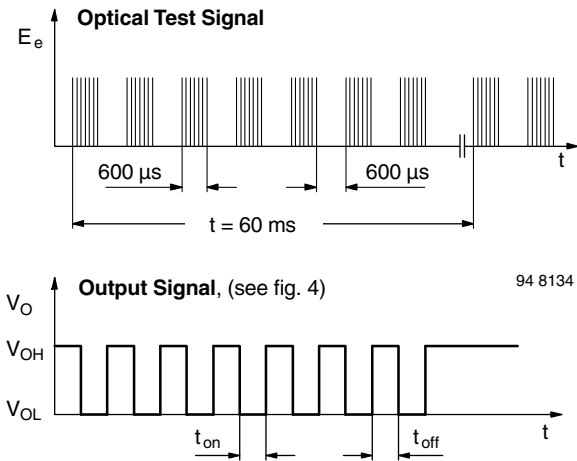 Optical Test Signal
E e
600 µs 600 µs
t
t = 60 ms
94 8134
Output Signal, (see fig. 4)
V O
V OH
V OL
t on t off
t